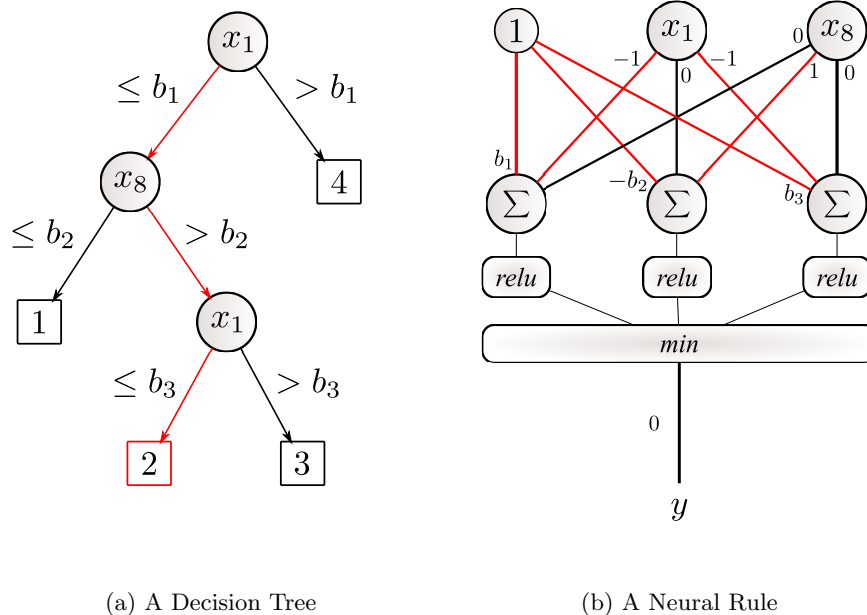 x₁
≤ b₁
> b₁
x₈
4
≤ b₂
> b₂
1
x₁
≤ b₃
> b₃
2
3
(a) A Decision Tree
1
x₁
x₈
−1
0
−1
0
1
0
b₁
−b₂
b₃
Σ
Σ
Σ
relu
relu
relu
min
0
y
(b) A Neural Rule